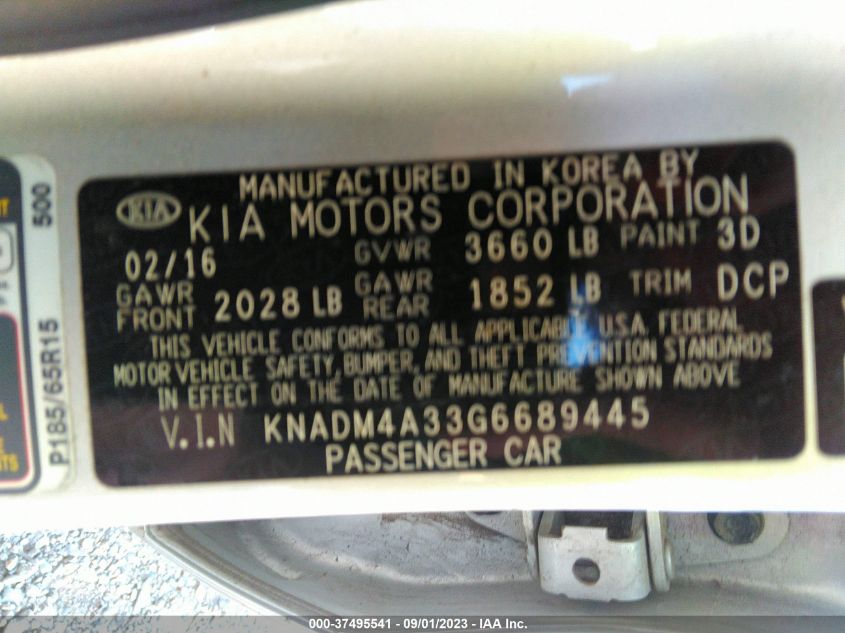 MANUFACTURED IN KOREA BY
KIA KIA MOTORS CORPORATION
02/16 GVWR 3660 LB PAINT 3D
GAWR FRONT 2028 LB GAWR REAR 1852 LB TRIM DCP
THIS VEHICLE CONFORMS TO ALL APPLICABLE U.S.A. FEDERAL
MOTOR VEHICLE SAFETY, BUMPER, AND THEFT PREVENTION STANDARDS
IN EFFECT ON THE DATE OF MANUFACTURE SHOWN ABOVE
V.I.N KNADM4A33G6689445
PASSENGER CAR
500
P185/65R15
000-37495541 - 09/01/2023 - IAA Inc.